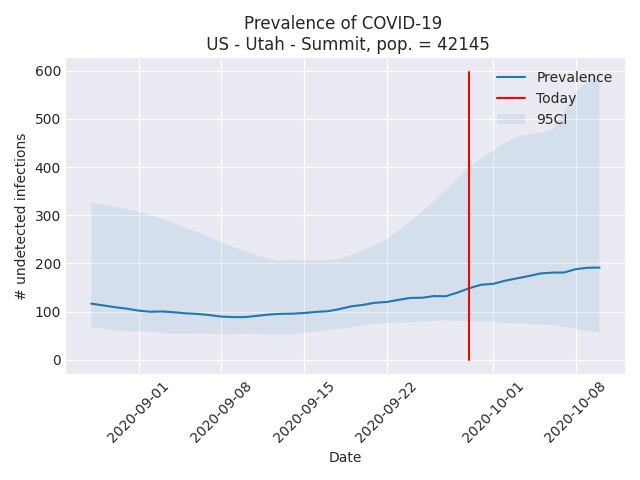 Prevalence of COVID-19
US - Utah - Summit, pop. = 42145
600
500
400
300
200
100
0
# undetected infections
Prevalence
Today
95CI
2020-09-01
2020-09-08
2020-09-15
2020-09-22
2020-10-01
2020-10-08
Date